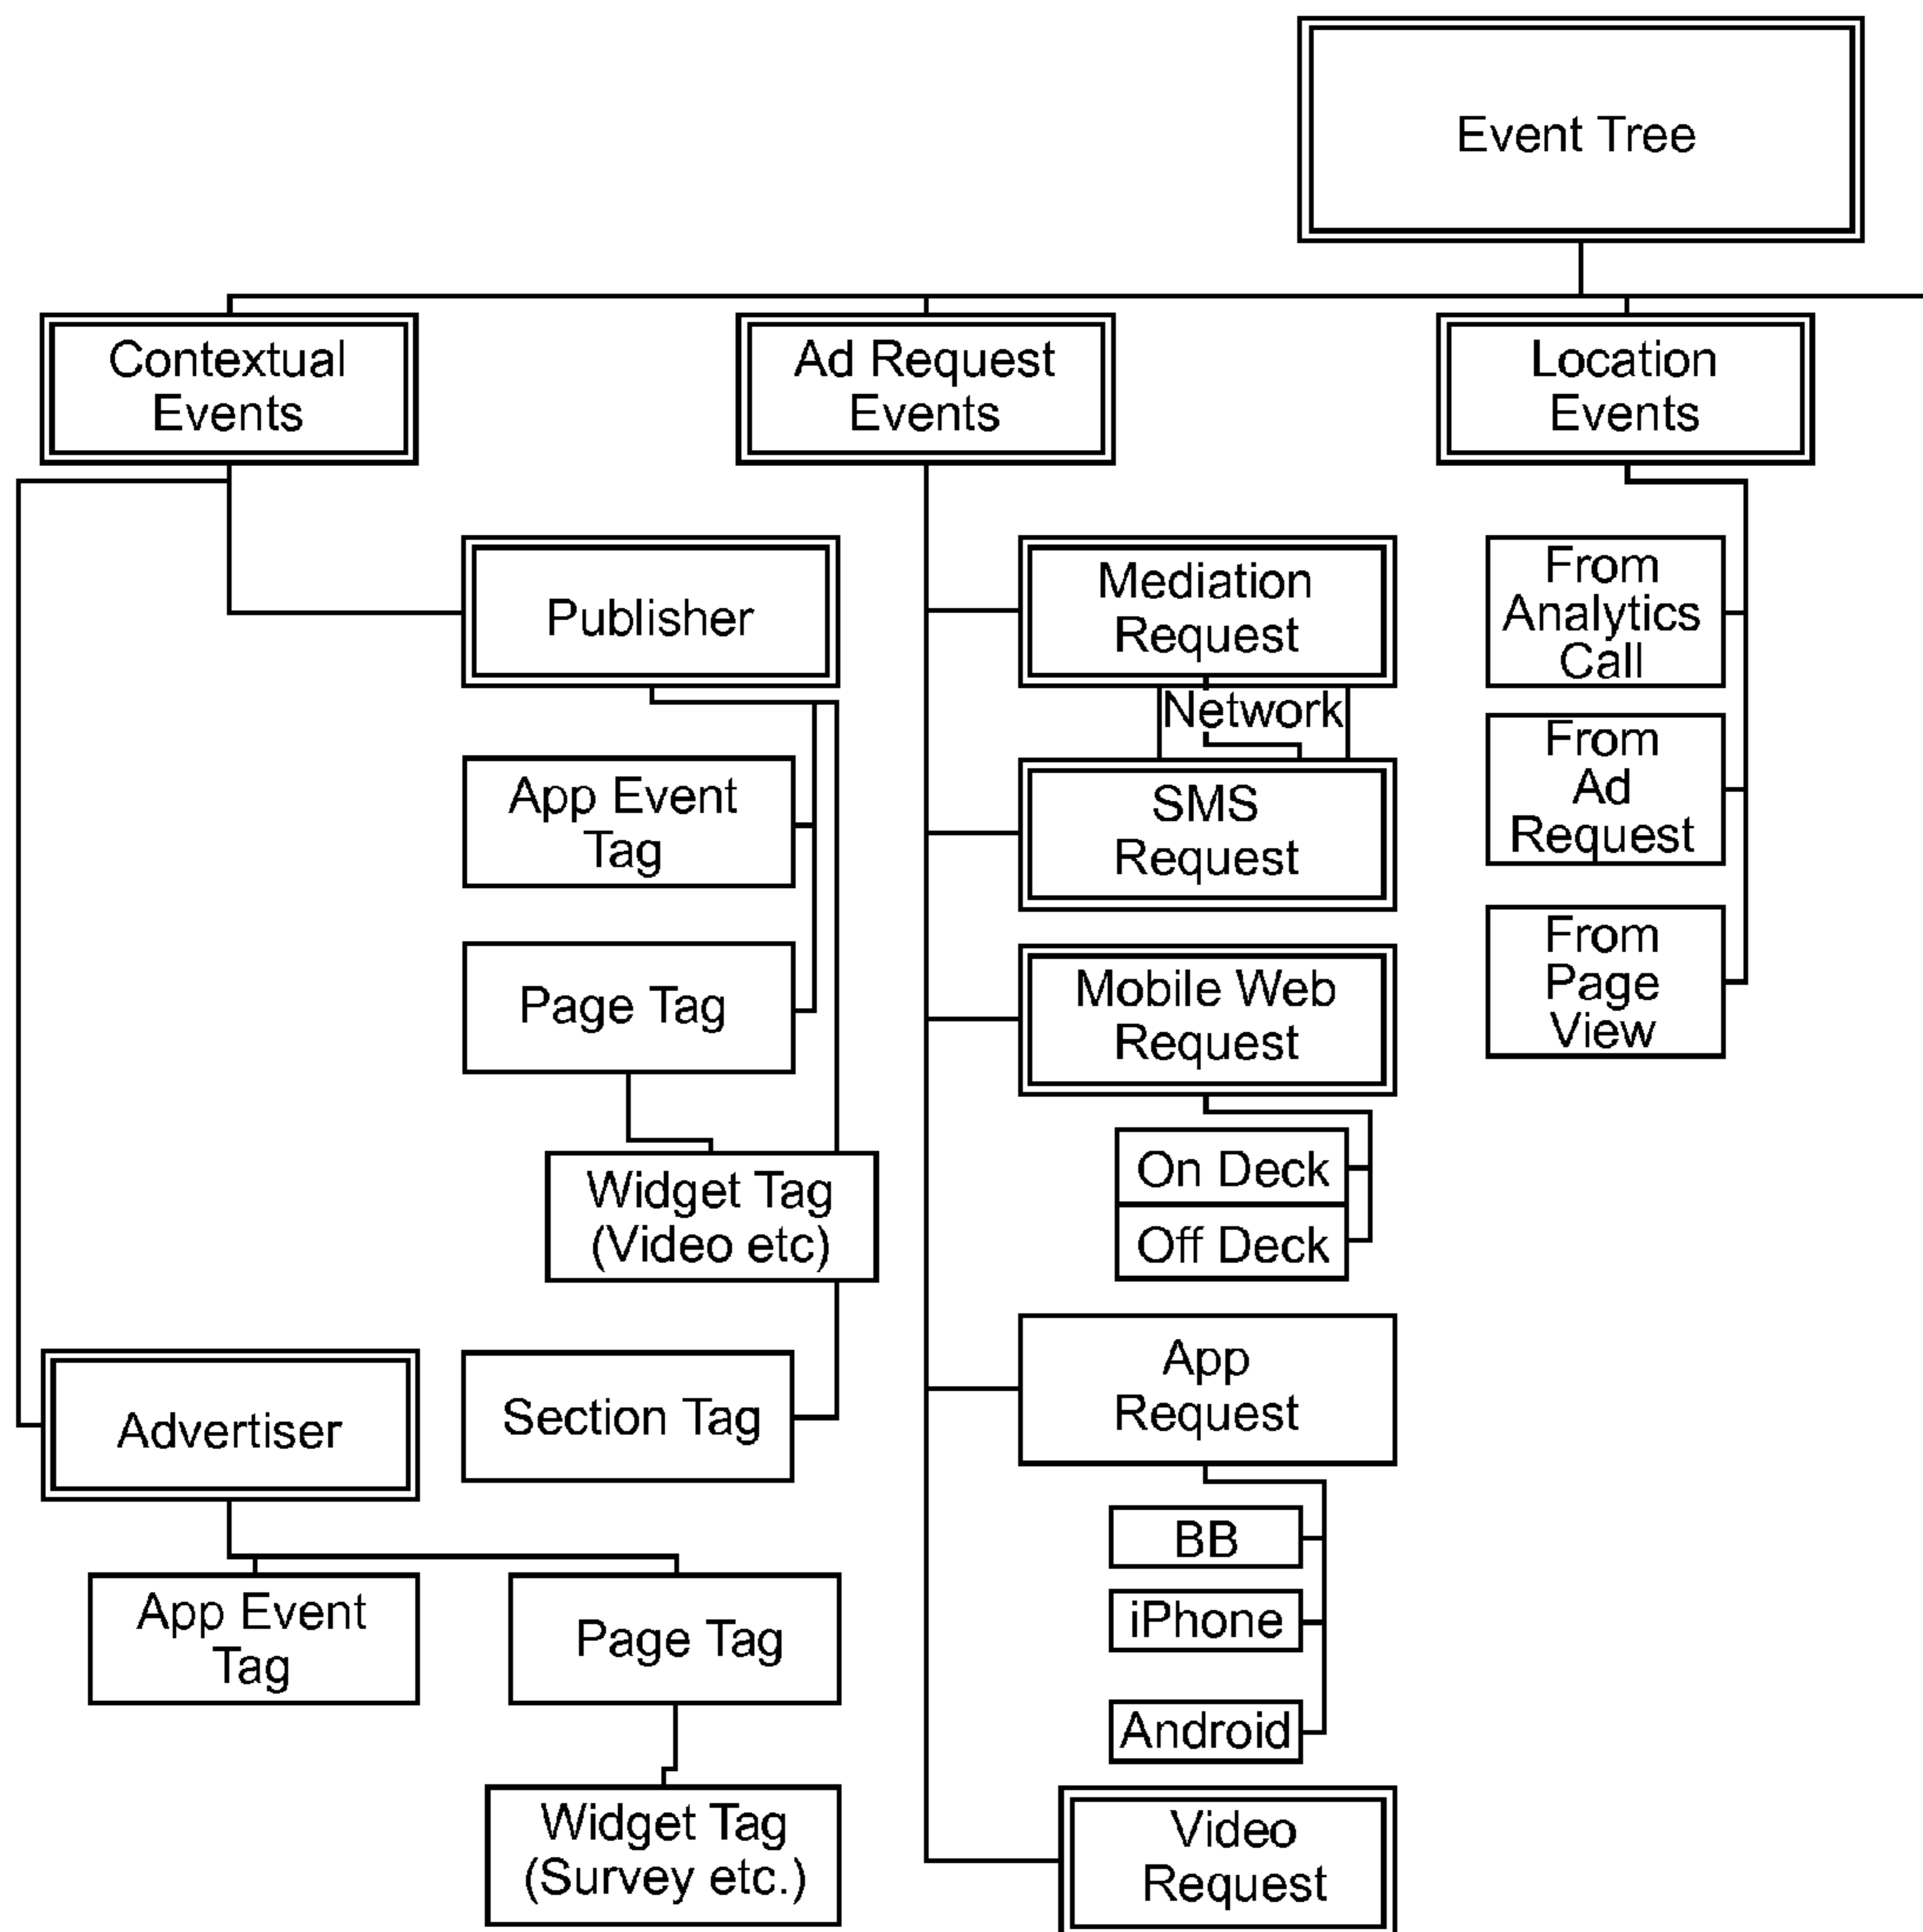 Event Tree
Contextual
Events
Ad Request
Events
Location
Events
Publisher
App Event
Tag
Page Tag
Widget Tag
(Video etc)
Section Tag
Advertiser
App Event
Tag
Page Tag
Widget Tag
(Survey etc.)
Mediation
Request
Network
SMS
Request
Mobile Web
Request
On Deck
Off Deck
App
Request
BB
iPhone
Android
Video
Request
From
Analytics
Call
From
Ad
Request
From
Page
View